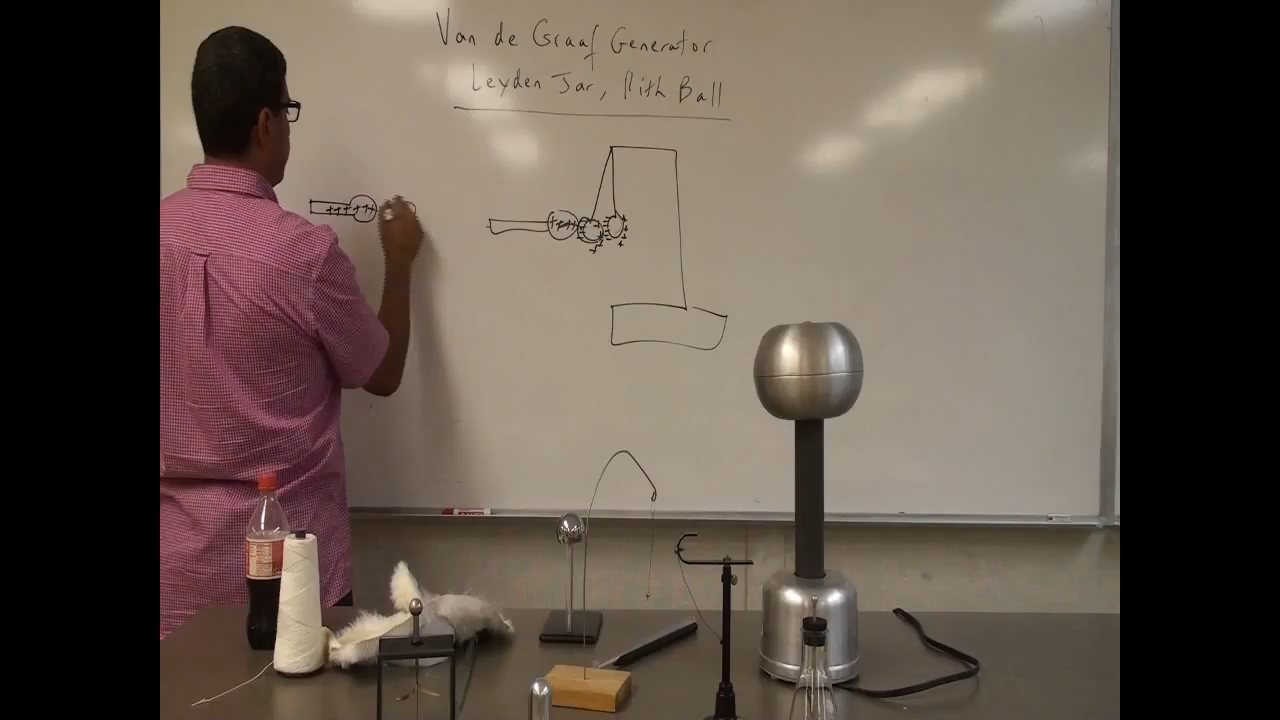 Van de Graaf Generator
Leyden Jar, Pith Ball